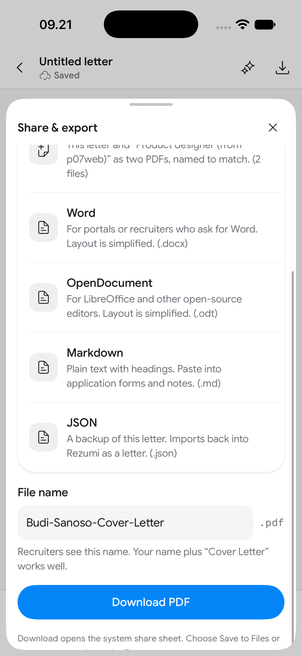 09.21
Untitled letter
Saved
Share & export
This letter and "Product designer (from
p07web)" as two PDFs, named to match. (2
files)
Word
For portals or recruiters who ask for Word.
Layout is simplified. (.docx)
OpenDocument
For LibreOffice and other open-source
editors. Layout is simplified. (.odt)
Markdown
Plain text with headings. Paste into
application forms and notes. (.md)
JSON
A backup of this letter. Imports back into
Rezumi as a letter. (.json)
File name
Budi-Sanoso-Cover-Letter
.pdf
Recruiters see this name. Your name plus “Cover Letter”
works well.
Download PDF
Download opens the system share sheet. Choose Save to Files or